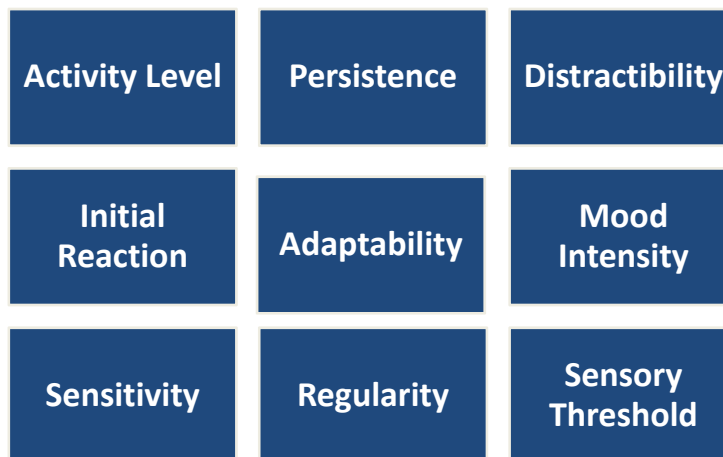 Activity Level
Persistence
Distractibility
Initial
Reaction
Adaptability
Mood
Intensity
Sensitivity
Regularity
Sensory
Threshold